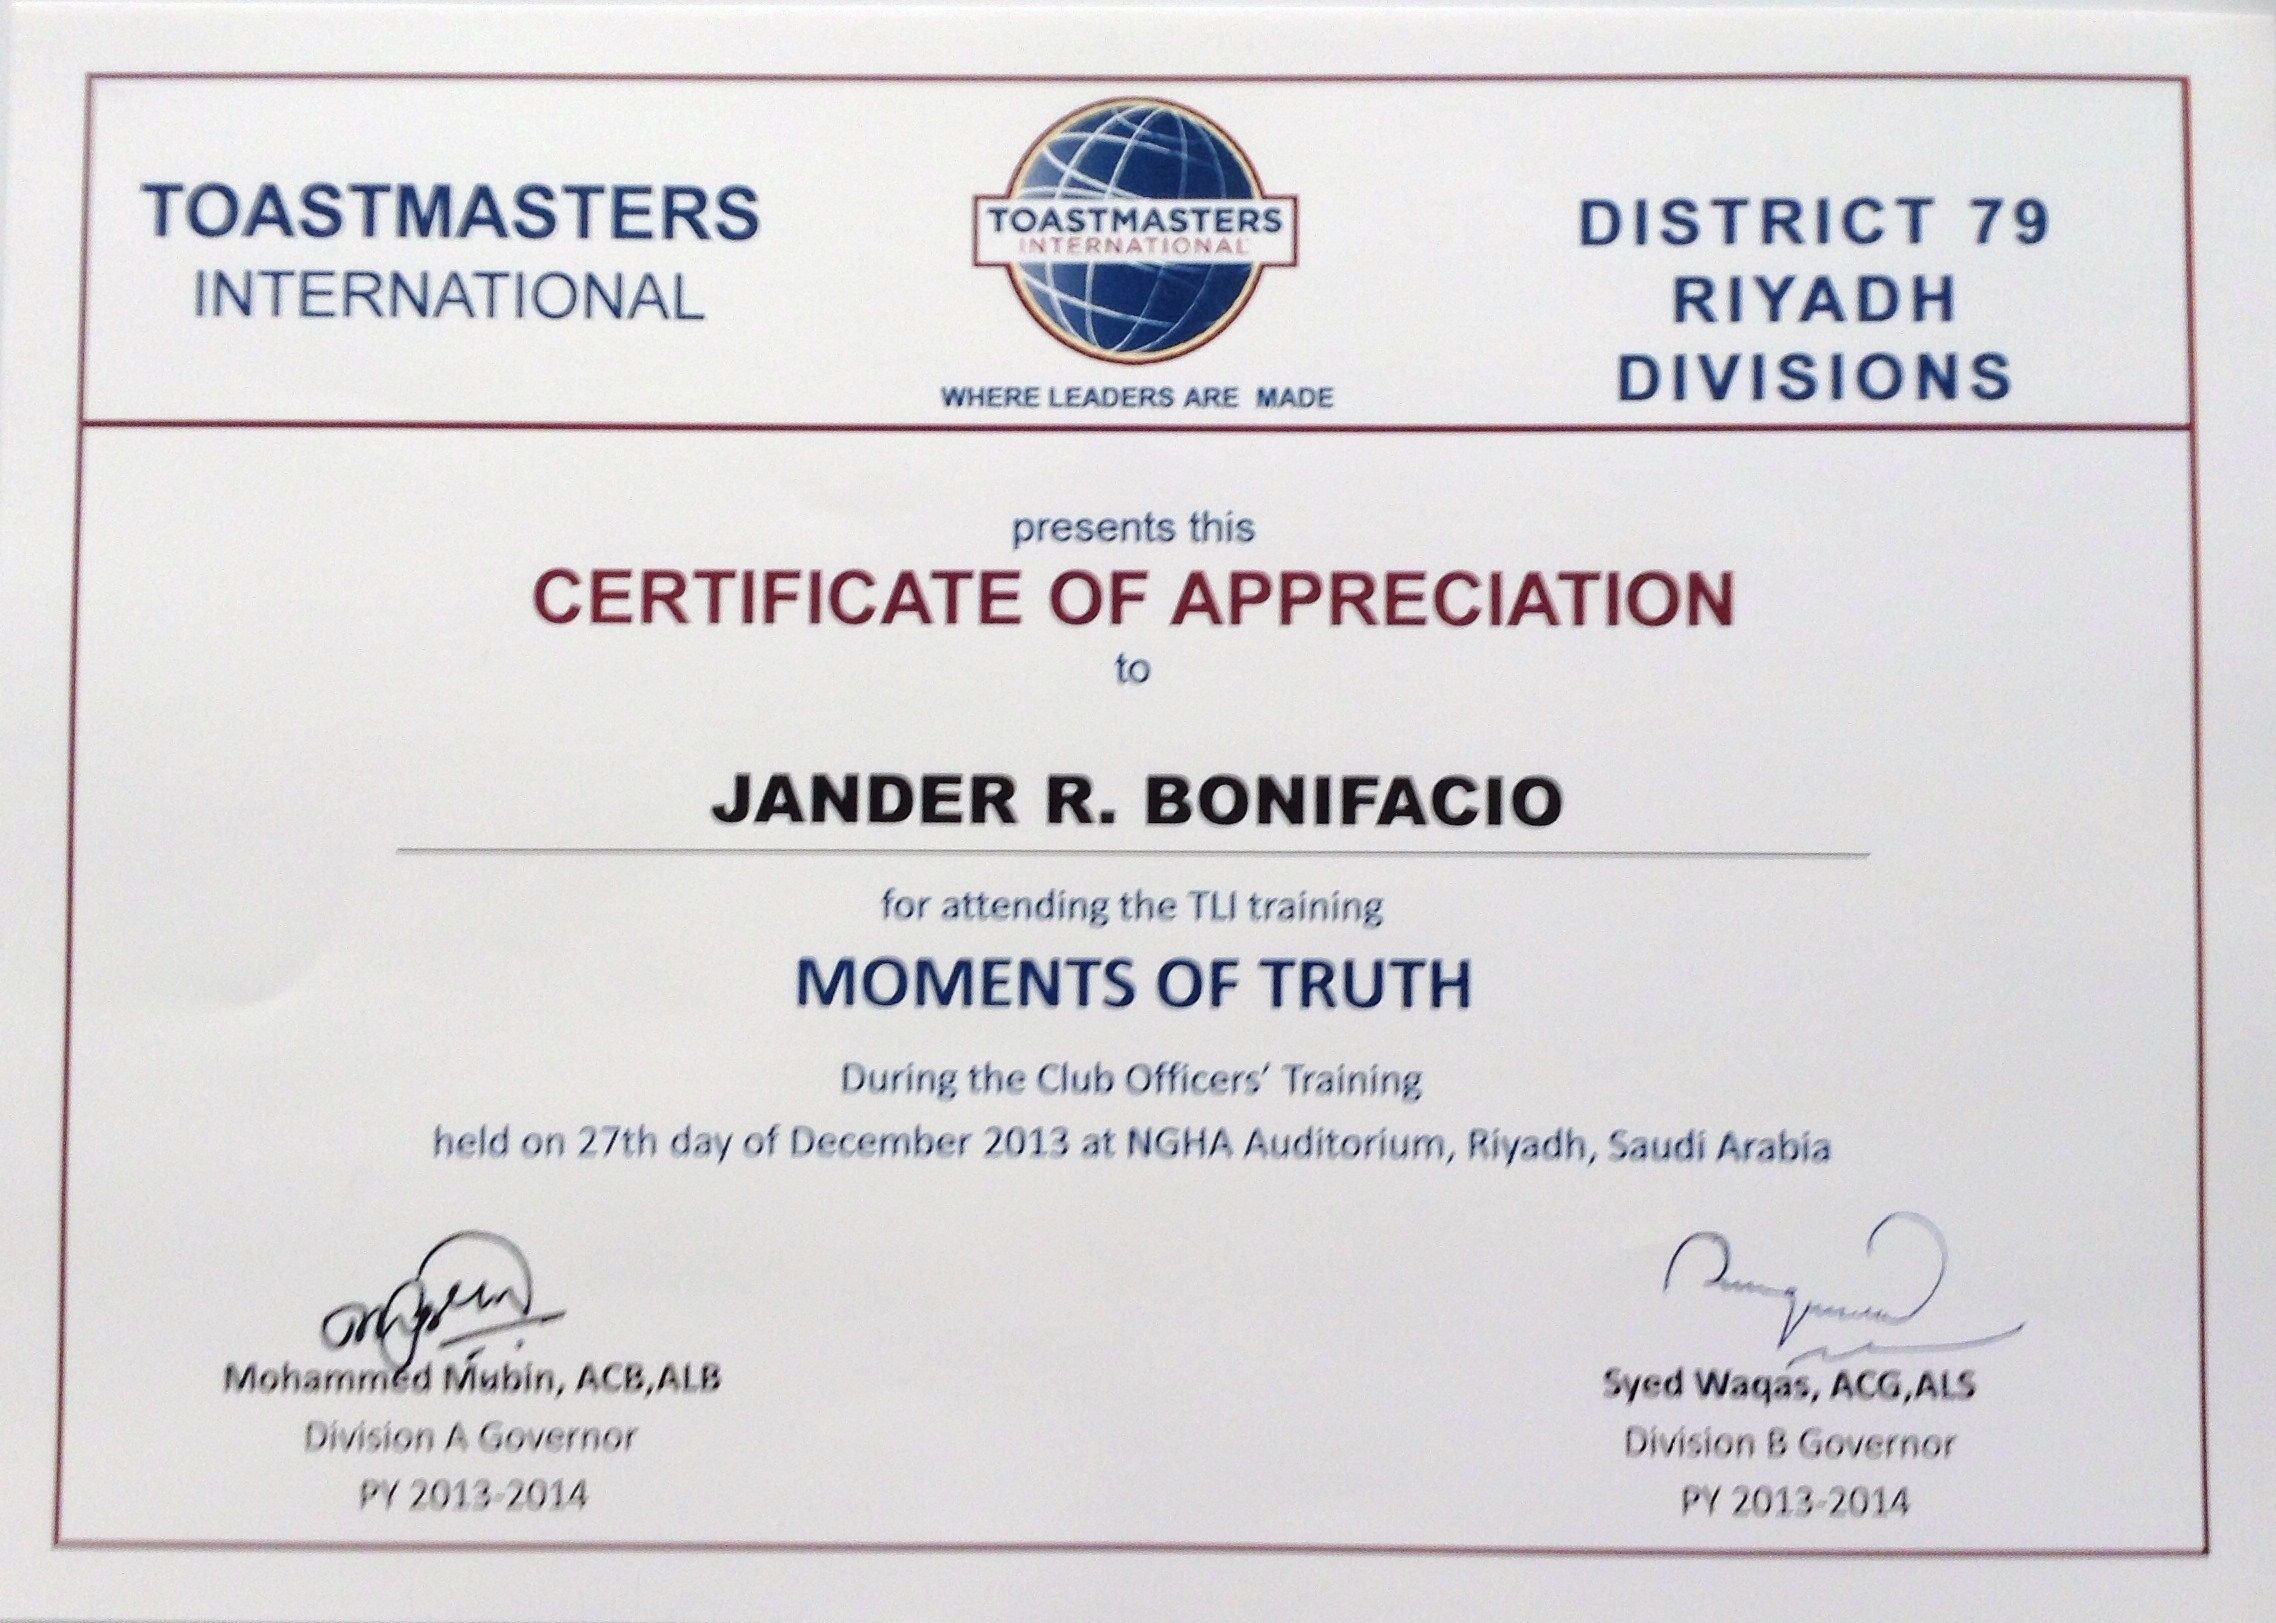 TOASTMASTERS
INTERNATIONAL
TOASTMASTERS
INTERNATIONAL
WHERE LEADERS ARE MADE
DISTRICT 79
RIYADH
DIVISIONS
presents this
CERTIFICATE OF APPRECIATION
to
JANDER R. BONIFACIO
for attending the TLI training
MOMENTS OF TRUTH
During the Club Officers' Training
held on 27th day of December 2013 at NGHA Auditorium, Riyadh, Saudi Arabia
Mohammed Mubin, ACB,ALB
Division A Governor
PY 2013-2014
Syed Waqas, ACG,ALS
Division B Governor
PY 2013-2014